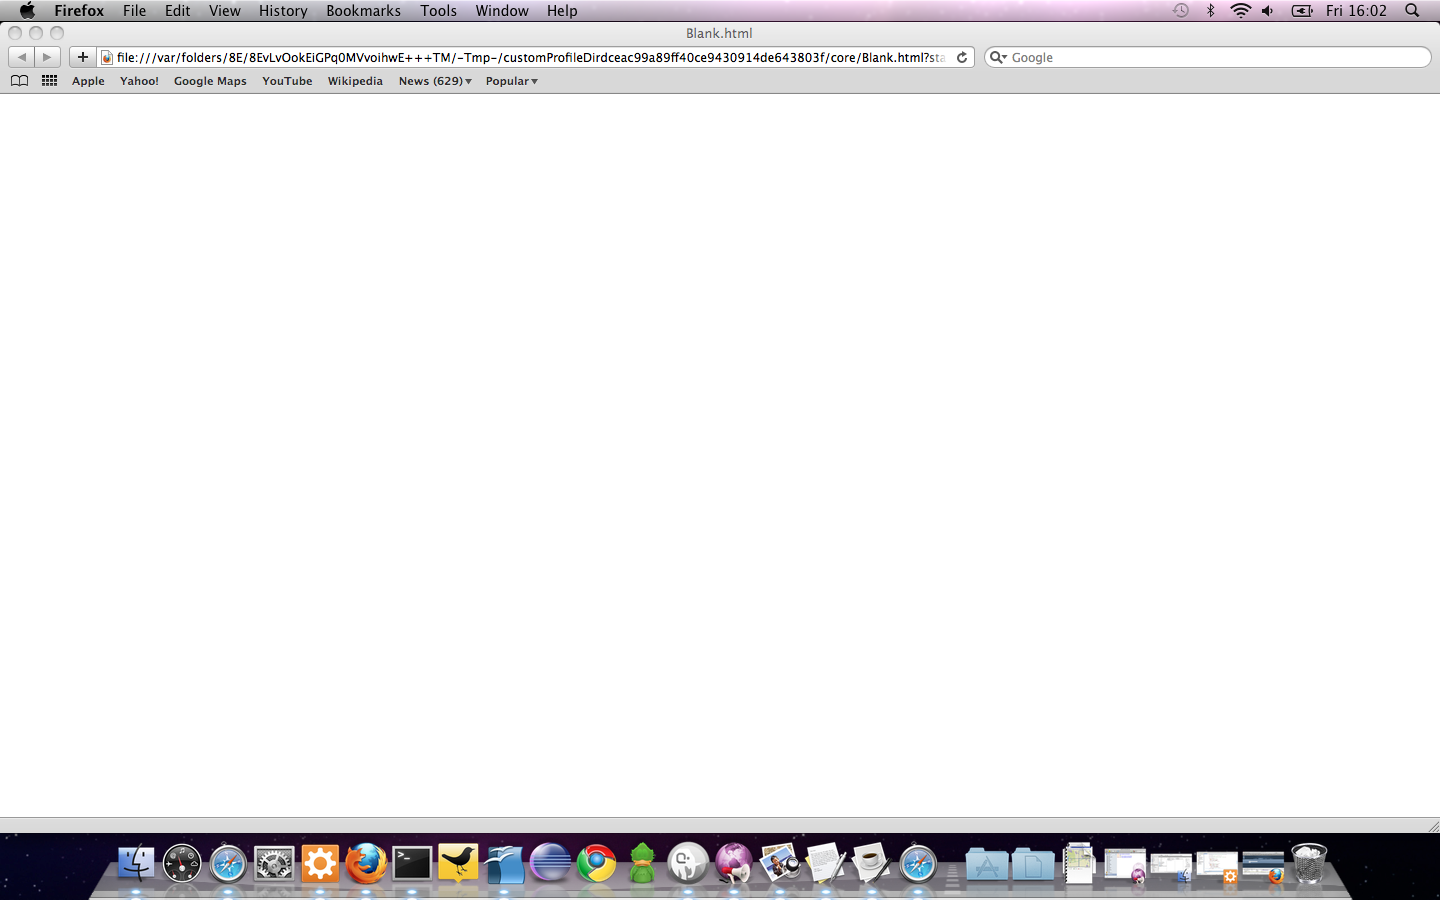 Firefox File Edit View History Bookmarks Tools Window Help Fri 16:02
Blank.html
file:///var/folders/8E/8EvLvOokEiGPq0MVvoihwE+++TM/-Tmp-/customProfileDirdceac99a89ff40ce9430914de643803f/core/Blank.html?sta Google
Apple Yahoo! Google Maps YouTube Wikipedia News (629) Popular